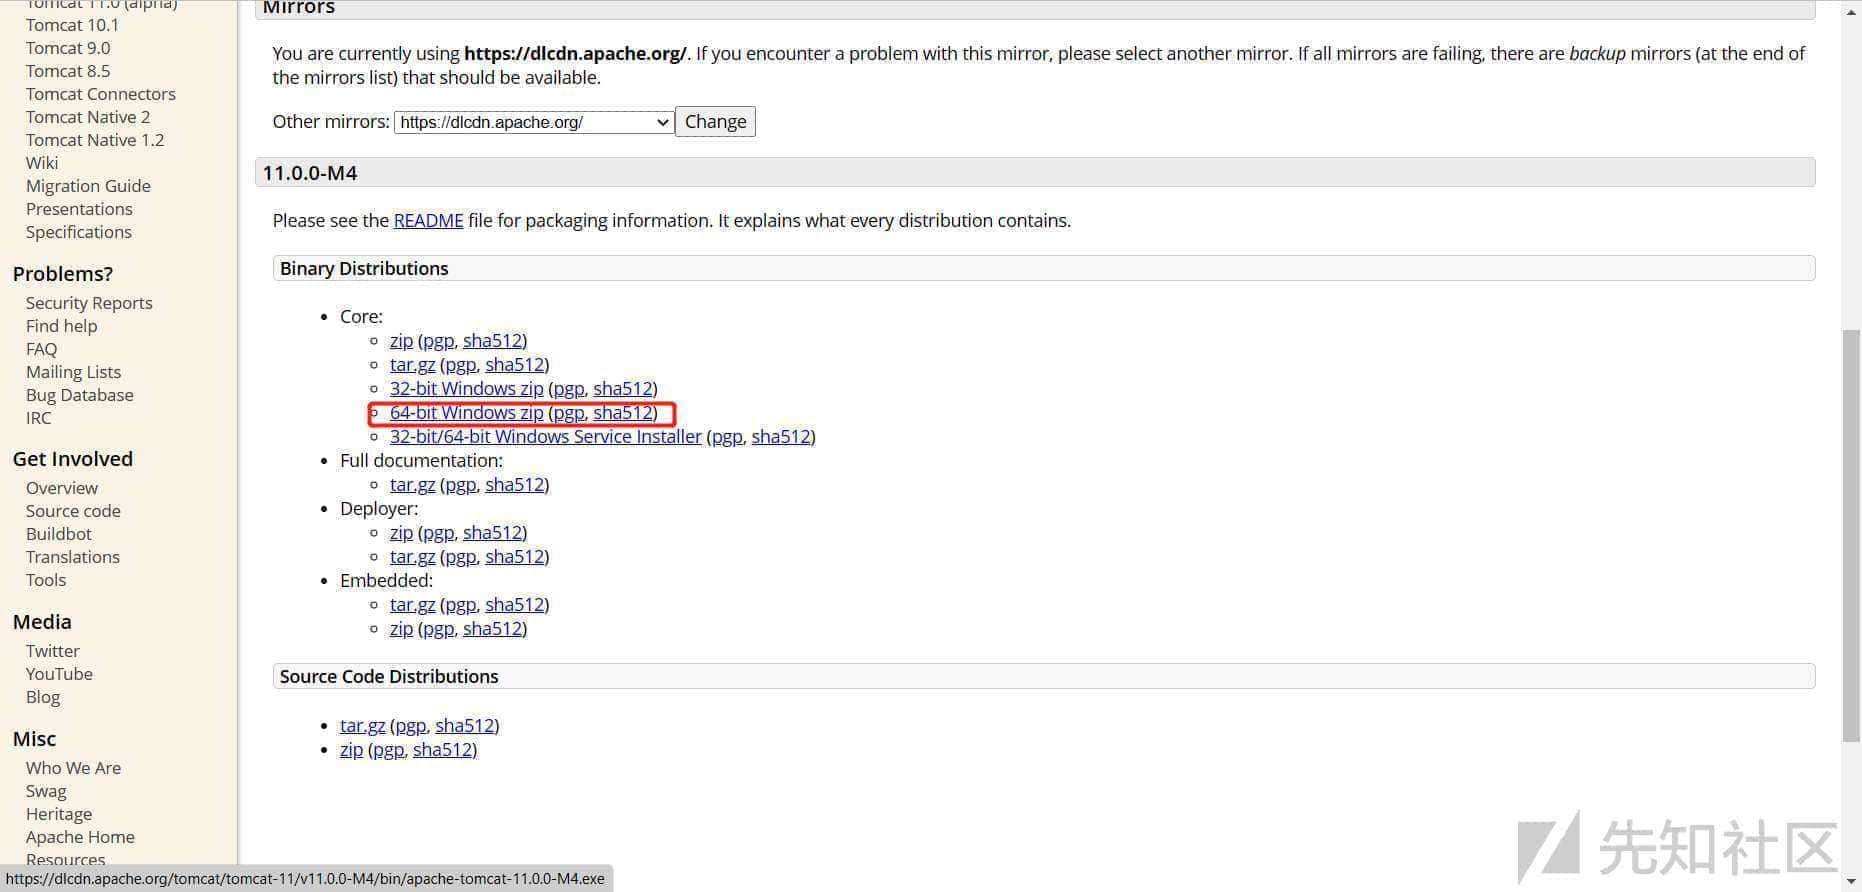 Tomcat 11.0 (alpha)
Tomcat 10.1
Tomcat 9.0
Tomcat 8.5
Tomcat Connectors
Tomcat Native 2
Tomcat Native 1.2
Wiki
Migration Guide
Presentations
Specifications
Problems?
Security Reports
Find help
FAQ
Mailing Lists
Bug Database
IRC
Get Involved
Overview
Source code
Buildbot
Translations
Tools
Media
Twitter
YouTube
Blog
Misc
Who We Are
Swag
Heritage
Apache Home
Resources
Mirrors
You are currently using https://dlcdn.apache.org/. If you encounter a problem with this mirror, please select another mirror. If all mirrors are failing, there are backup mirrors (at the end of
the mirrors list) that should be available.
Other mirrors: https://dlcdn.apache.org/ Change
11.0.0-M4
Please see the README file for packaging information. It explains what every distribution contains.
Binary Distributions
• Core:
○ zip (pgp, sha512)
○ tar.gz (pgp, sha512)
○ 32-bit Windows zip (pgp, sha512)
○ 64-bit Windows zip (pgp, sha512)
○ 32-bit/64-bit Windows Service Installer (pgp, sha512)
• Full documentation:
○ tar.gz (pgp, sha512)
• Deployer:
○ zip (pgp, sha512)
○ tar.gz (pgp, sha512)
• Embedded:
○ tar.gz (pgp, sha512)
○ zip (pgp, sha512)
Source Code Distributions
• tar.gz (pgp, sha512)
• zip (pgp, sha512)
https://dlcdn.apache.org/tomcat/tomcat-11/v11.0.0-M4/bin/apache-tomcat-11.0.0-M4.exe
先知社区